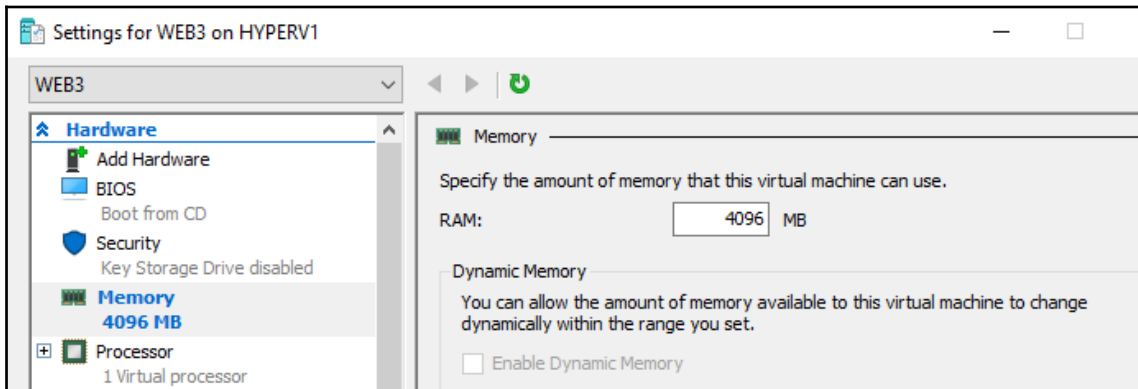 Settings for WEB3 on HYPERV1
WEB3
Hardware
Add Hardware
BIOS
Boot from CD
Security
Key Storage Drive disabled
Memory
4096 MB
Processor
1 Virtual processor
Memory
Specify the amount of memory that this virtual machine can use.
RAM: 4096 MB
Dynamic Memory
You can allow the amount of memory available to this virtual machine to change
dynamically within the range you set.
Enable Dynamic Memory